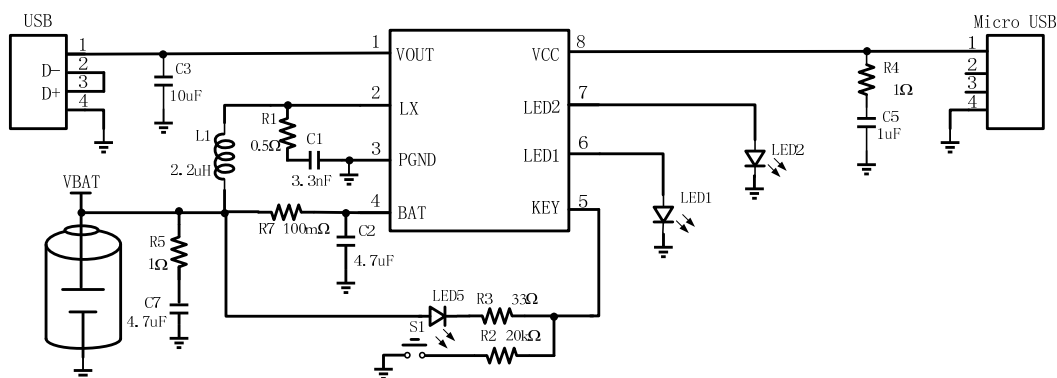 USB
Micro USB
1
2
3
4
D-
D+
C3
10uF
1
2
3
4
VOUT
LX
PGND
BAT
VCC
LED2
LED1
KEY
8
7
6
5
R1
0.5Ω
C1
3.3nF
L1
2.2uH
VBAT
R7 100mΩ
C2
4.7uF
R5
1Ω
C7
4.7uF
LED5
R3 33Ω
S1
R2 20kΩ
LED1
LED2
R4
1Ω
C5
1uF
1
2
3
4